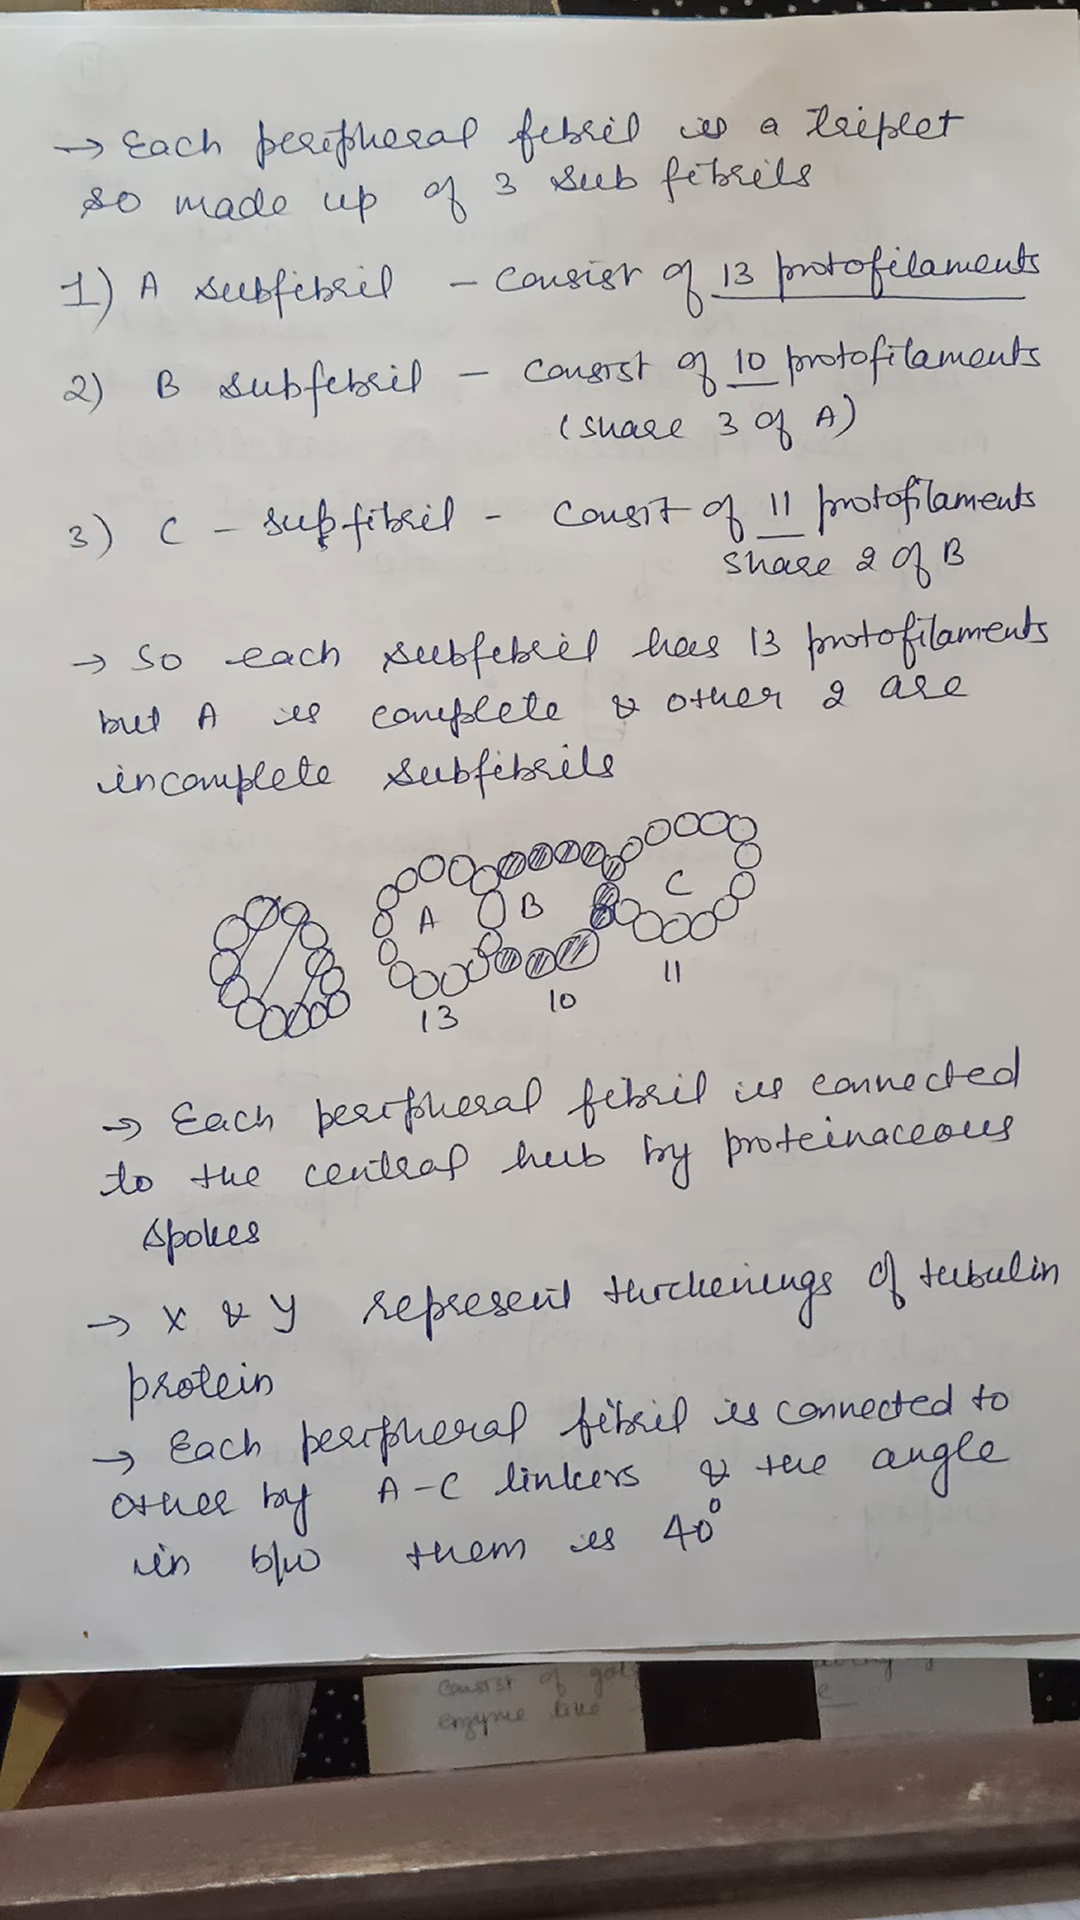 → Each peripheral fibril is a triplet
so made up of 3 sub fibrils
1) A subfibril - consist of 13 protofilaments
2) B subfibril - consist of 10 protofilaments
(share 3 of A)
3) C - subfibril - consit of 11 protofilaments
share 2 of B
→ so each subfibril has 13 protofilaments
but A is complete & other 2 are
incomplete subfibrils
A B C
13 10 11
→ Each peripheral fibril is connected
to the central hub by proteinaceous
spokes
→ X & Y represent thickenings of tubulin
protein
→ Each peripheral fibril is connected to
other by A-C linkers & the angle
in b/w them is 40°
consist of
enzyme like